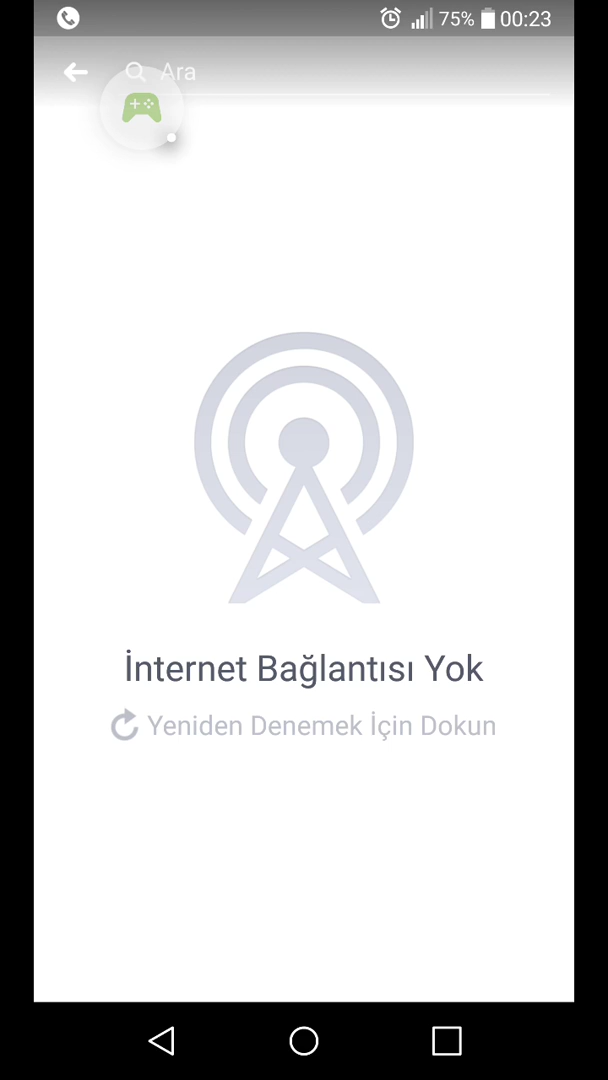 75% 00:23
Ara
İnternet Bağlantısı Yok
Yeniden Denemek İçin Dokun